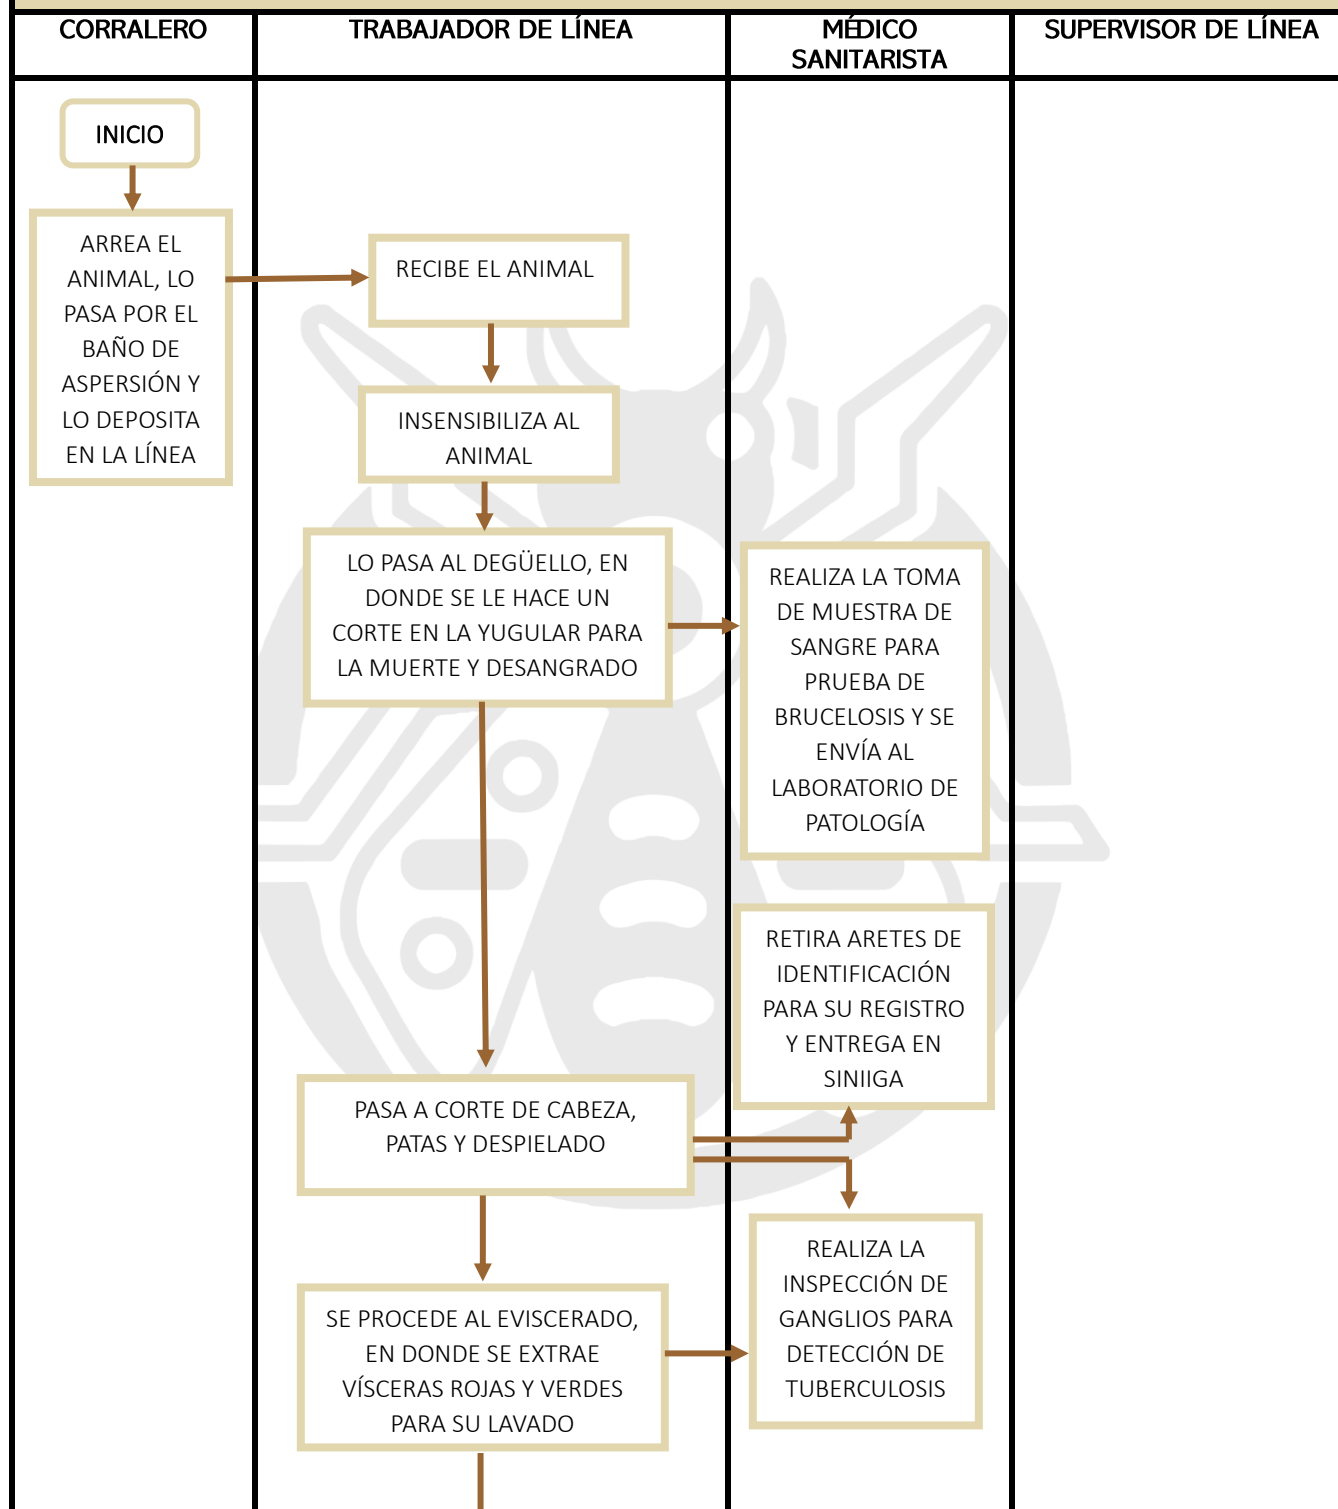 CORRALERO
TRABAJADOR DE LÍNEA
MÉDICO
SANITARISTA
SUPERVISOR DE LÍNEA
INICIO
ARREA EL
ANIMAL, LO
PASA POR EL
BAÑO DE
ASPERSIÓN Y
LO DEPOSITA
EN LA LÍNEA
RECIBE EL ANIMAL
INSENSIBILIZA AL
ANIMAL
LO PASA AL DEGÜELLO, EN
DONDE SE LE HACE UN
CORTE EN LA YUGULAR PARA
LA MUERTE Y DESANGRADO
REALIZA LA TOMA
DE MUESTRA DE
SANGRE PARA
PRUEBA DE
BRUCELOSIS Y SE
ENVÍA AL
LABORATORIO DE
PATOLOGÍA
RETIRA ARETES DE
IDENTIFICACIÓN
PARA SU REGISTRO
Y ENTREGA EN
SINIIGA
PASA A CORTE DE CABEZA,
PATAS Y DESPIELADO
REALIZA LA
INSPECCIÓN DE
GANGLIOS PARA
DETECCIÓN DE
TUBERCULOSIS
SE PROCEDE AL EVISCERADO,
EN DONDE SE EXTRAE
VÍSCERAS ROJAS Y VERDES
PARA SU LAVADO